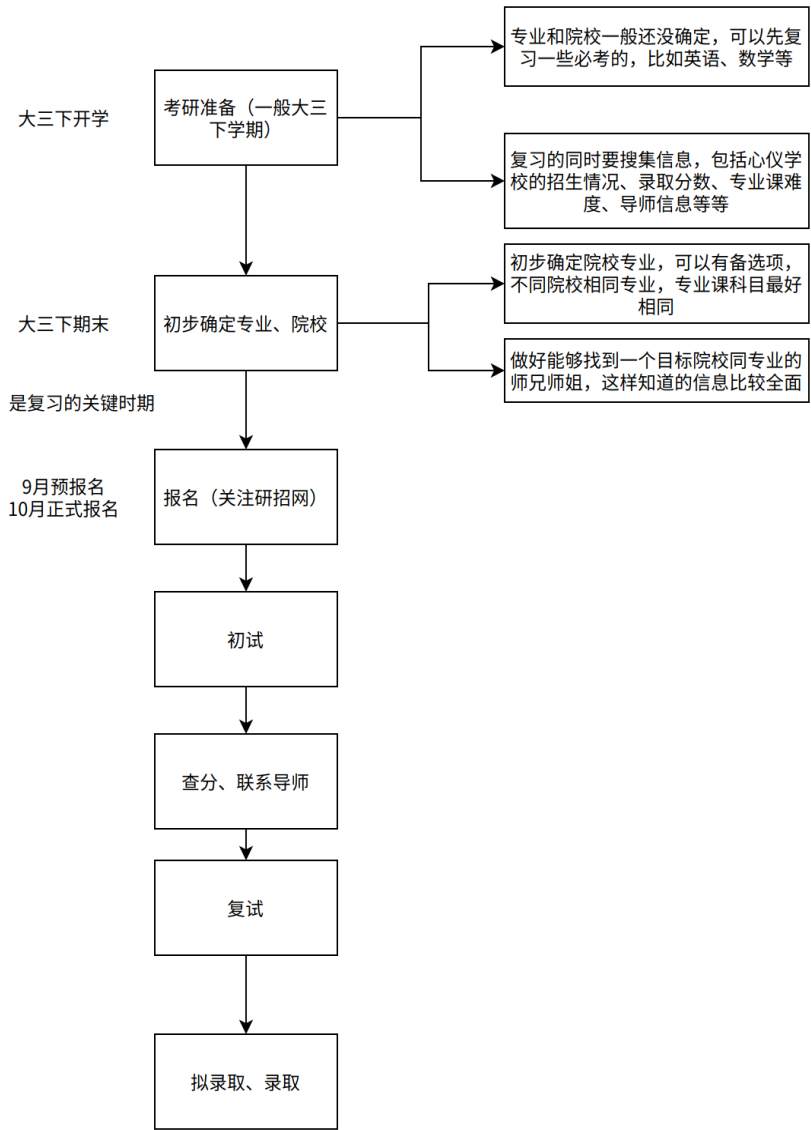 专业和院校一般还没确定，可以先复
习一些必考的，比如英语、数学等
大三下开学
考研准备（一般大三
下学期）
复习的同时要搜集信息，包括心仪学
校的招生情况、录取分数、专业课难
度、导师信息等等
初步确定院校专业，可以有备选项，
不同院校相同专业，专业课科目最好
相同
大三下期末
初步确定专业、院校
做好能够找到一个目标院校同专业的
师兄师姐，这样知道的信息比较全面
是复习的关键时期
9月预报名
10月正式报名
报名（关注研招网）
初试
查分、联系导师
复试
拟录取、录取